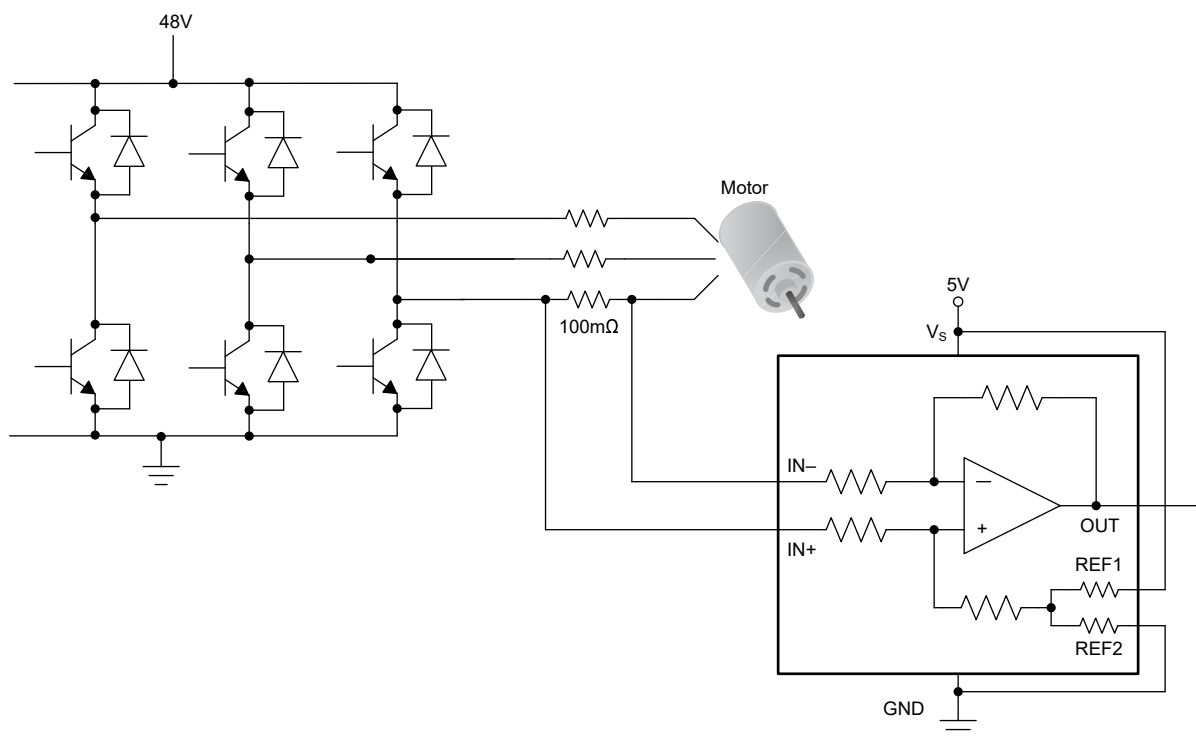 48V
Motor
100mΩ
5V
Vs
IN–
IN+
–
+
OUT
REF1
REF2
GND